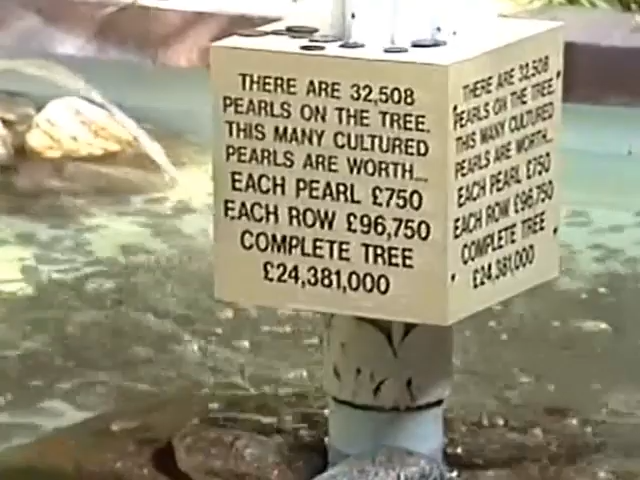 THERE ARE 32,508
PEARLS ON THE TREE.
THIS MANY CULTURED
PEARLS ARE WORTH...
EACH PEARL £750
EACH ROW £96,750
COMPLETE TREE
£24,381,000
THERE ARE 32,508
PEARLS ON THE TREE.
THIS MANY CULTURED
PEARLS ARE WORTH...
EACH PEARL £750
EACH ROW £96,750
COMPLETE TREE
£24,381,000